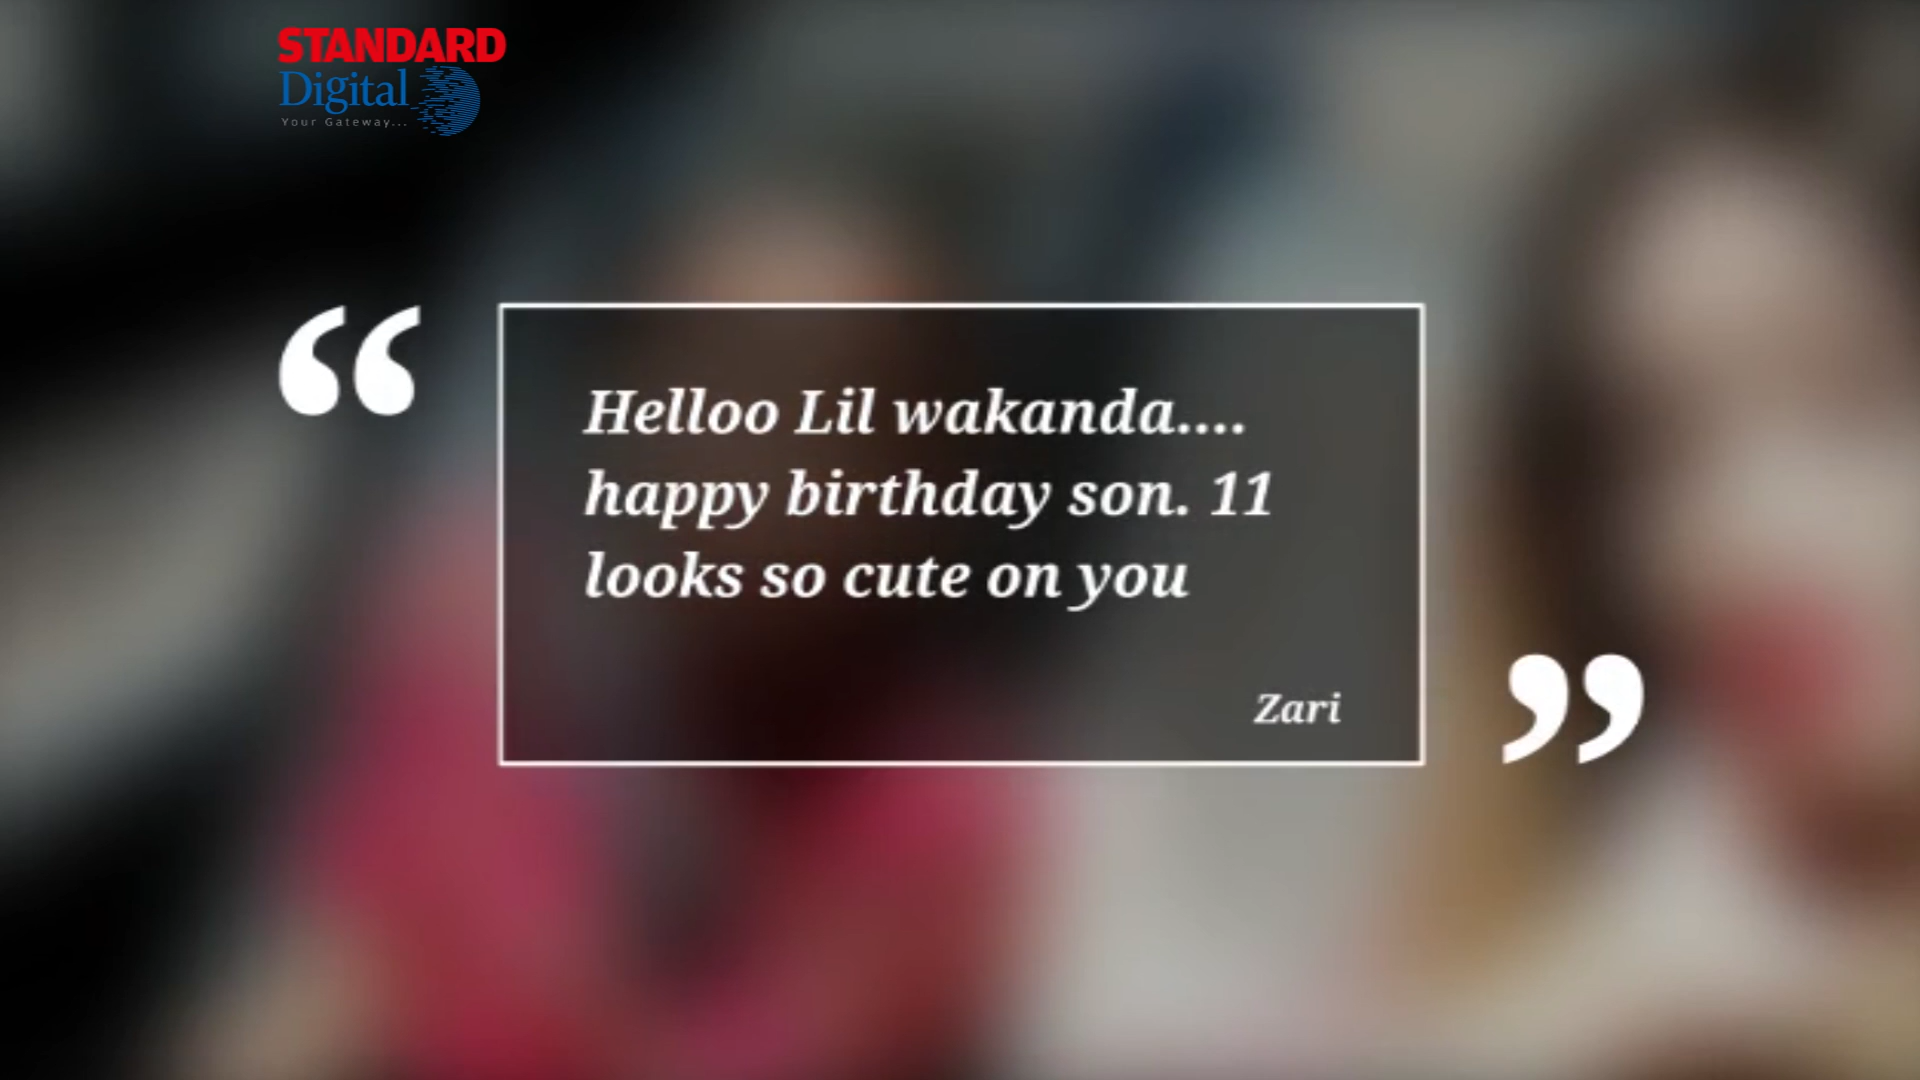 STANDARD
Digital
Your Gateway...
“
Helloo Lil wakanda....
happy birthday son. 11
looks so cute on you
Zari
”